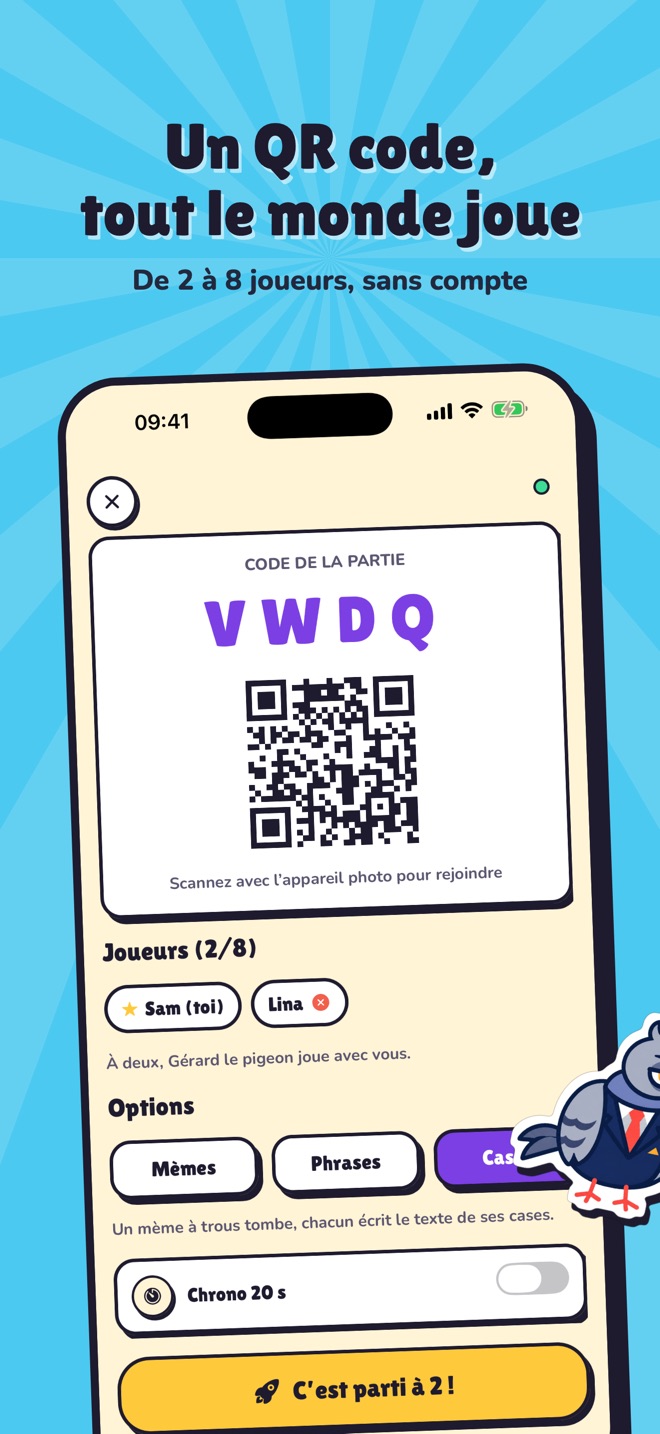 Un QR code,
tout le monde joue
De 2 à 8 joueurs, sans compte
09:41
CODE DE LA PARTIE
VWDQ
Scannez avec l'appareil photo pour rejoindre
Joueurs (2/8)
Sam (toi)
Lina
À deux, Gérard le pigeon joue avec vous.
Options
Mèmes
Phrases
Cas
Un mème à trous tombe, chacun écrit le texte de ses cases.
Chrono 20 s
C'est parti à 2 !